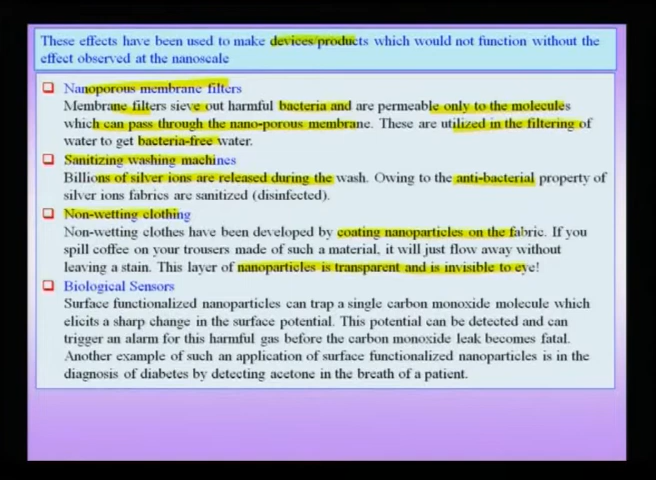 These effects have been used to make devices/products which would not function without the
effect observed at the nanoscale
Nanoporous membrane filters
Membrane filters sieve out harmful bacteria and are permeable only to the molecules
which can pass through the nano-porous membrane. These are utilized in the filtering of
water to get bacteria-free water.
Sanitizing washing machines
Billions of silver ions are released during the wash. Owing to the anti-bacterial property of
silver ions fabrics are sanitized (disinfected).
Non-wetting clothing
Non-wetting clothes have been developed by coating nanoparticles on the fabric. If you
spill coffee on your trousers made of such a material, it will just flow away without
leaving a stain. This layer of nanoparticles is transparent and is invisible to eye!
Biological Sensors
Surface functionalized nanoparticles can trap a single carbon monoxide molecule which
elicits a sharp change in the surface potential. This potential can be detected and can
trigger an alarm for this harmful gas before the carbon monoxide leak becomes fatal.
Another example of such an application of surface functionalized nanoparticles is in the
diagnosis of diabetes by detecting acetone in the breath of a patient.